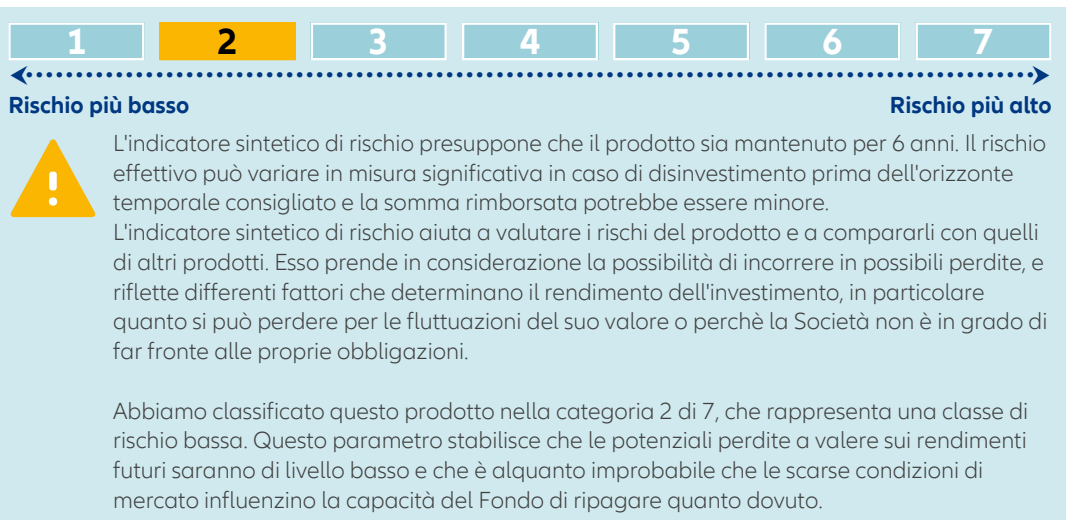 1 2 3 4 5 6 7
Rischio più basso Rischio più alto
L'indicatore sintetico di rischio presuppone che il prodotto sia mantenuto per 6 anni. Il rischio
effettivo può variare in misura significativa in caso di disinvestimento prima dell'orizzonte
temporale consigliato e la somma rimborsata potrebbe essere minore.
L'indicatore sintetico di rischio aiuta a valutare i rischi del prodotto e a compararli con quelli
di altri prodotti. Esso prende in considerazione la possibilità di incorrere in possibili perdite, e
riflette differenti fattori che determinano il rendimento dell'investimento, in particolare
quanto si può perdere per le fluttuazioni del suo valore o perchè la Società non è in grado di
far fronte alle proprie obbligazioni.
Abbiamo classificato questo prodotto nella categoria 2 di 7, che rappresenta una classe di
rischio bassa. Questo parametro stabilisce che le potenziali perdite a valere sui rendimenti
futuri saranno di livello basso e che è alquanto improbabile che le scarse condizioni di
mercato influenzino la capacità del Fondo di ripagare quanto dovuto.